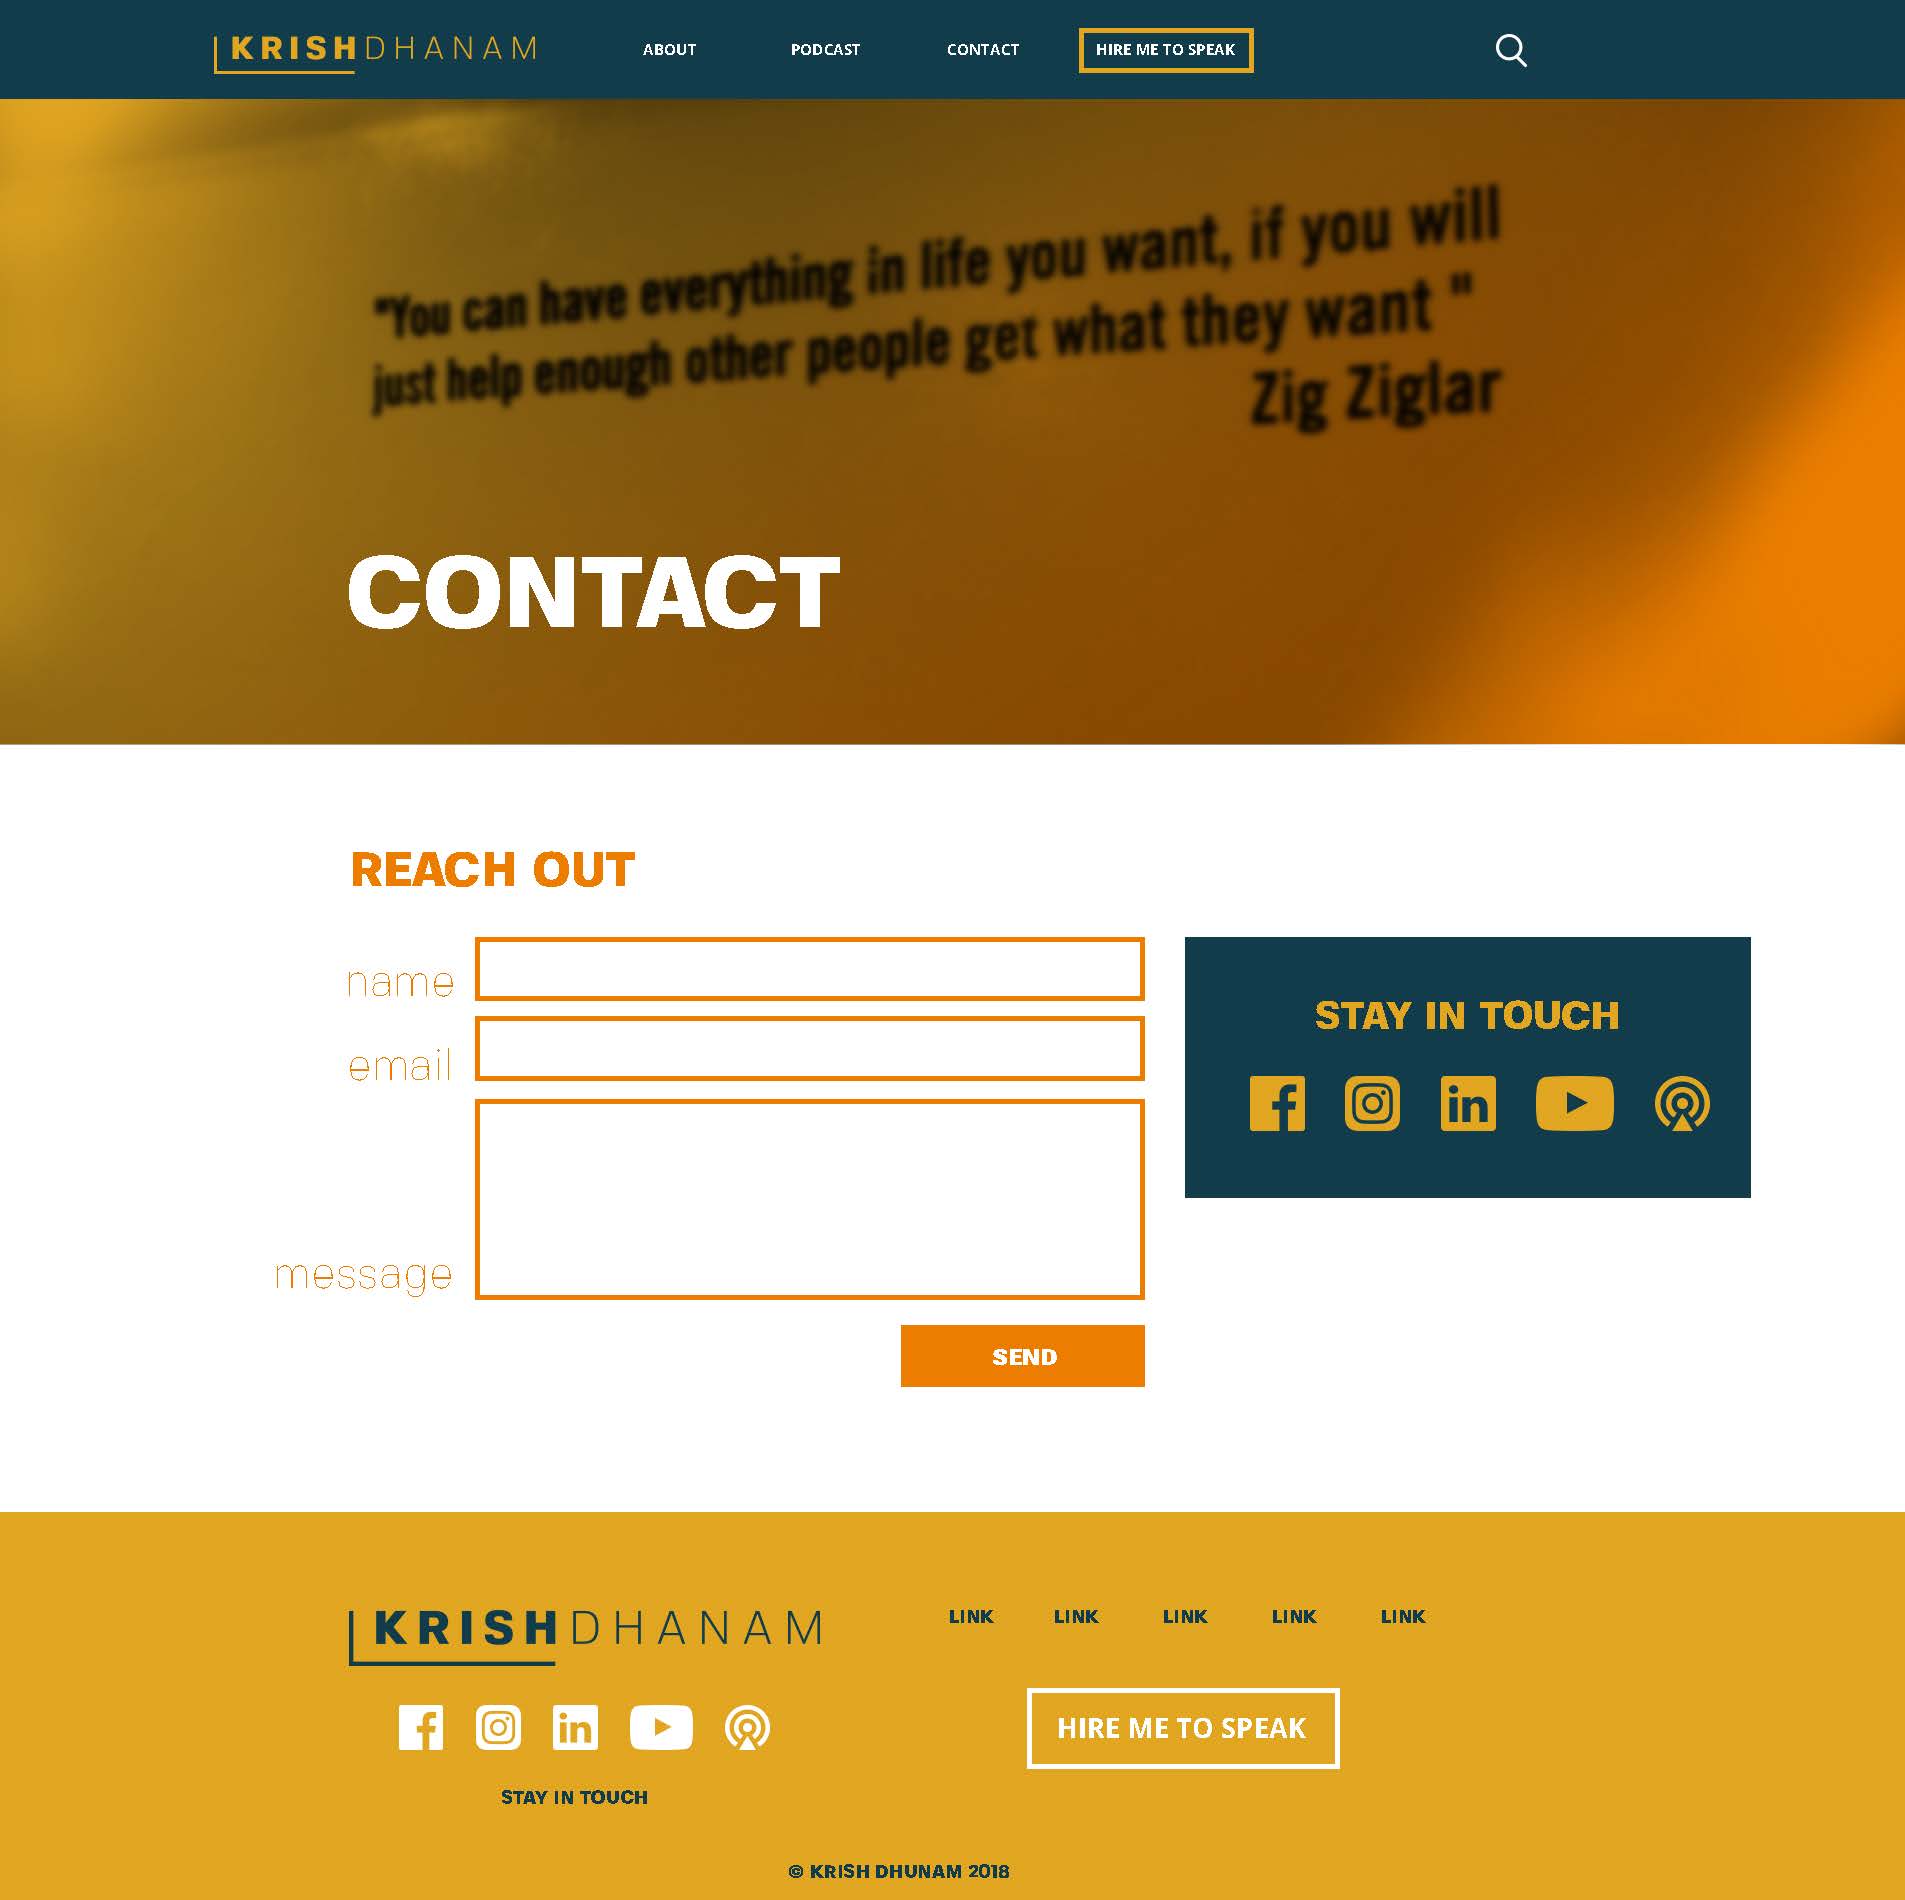 KRISHDHANAM
ABOUT
PODCAST
CONTACT
HIRE ME TO SPEAK
"You can have everything in life you want, if you will
just help enough other people get what they want "
Zig Ziglar
CONTACT
REACH OUT
name
email
message
SEND
STAY IN TOUCH
KRISHDHANAM
LINK LINK LINK LINK LINK
HIRE ME TO SPEAK
STAY IN TOUCH
© KRISH DHUNAM 2018